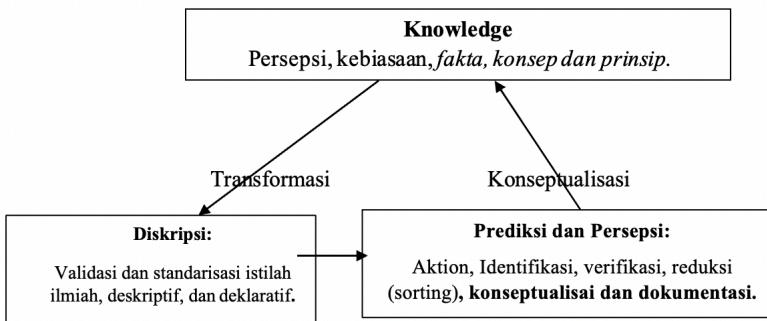 Knowledge
Persepsi, kebiasaan, fakta, konsep dan prinsip.
Transformasi
Konseptualisasi
Diskripsi:
Validasi dan standarisasi istilah
ilmiah, deskriptif, dan deklaratif.
Prediksi dan Persepsi:
Aktion, Identifikasi, verifikasi, reduksi
(sorting), konseptualisai dan dokumentasi.